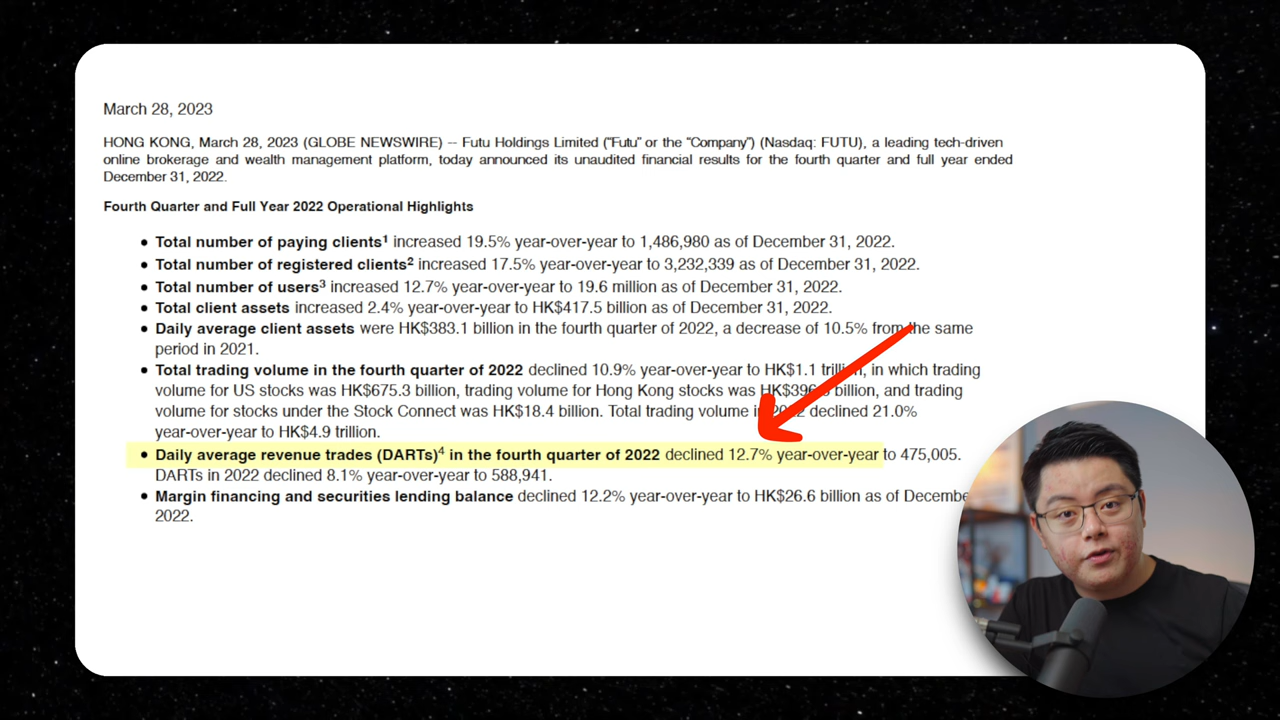 March 28, 2023
HONG KONG, March 28, 2023 (GLOBE NEWSWIRE) -- Futu Holdings Limited (“Futu” or the “Company”) (Nasdaq: FUTU), a leading tech-driven
online brokerage and wealth management platform, today announced its unaudited financial results for the fourth quarter and full year ended
December 31, 2022.
Fourth Quarter and Full Year 2022 Operational Highlights
● Total number of paying clients¹ increased 19.5% year-over-year to 1,486,980 as of December 31, 2022.
● Total number of registered clients² increased 17.5% year-over-year to 3,232,339 as of December 31, 2022.
● Total number of users³ increased 12.7% year-over-year to 19.6 million as of December 31, 2022.
● Total client assets increased 2.4% year-over-year to HK$417.5 billion as of December 31, 2022.
● Daily average client assets were HK$383.1 billion in the fourth quarter of 2022, a decrease of 10.5% from the same
period in 2021.
● Total trading volume in the fourth quarter of 2022 declined 10.9% year-over-year to HK$1.1 trillion, in which trading
volume for US stocks was HK$675.3 billion, trading volume for Hong Kong stocks was billion, and trading
volume for stocks under the Stock Connect was HK$18.4 billion. Total trading volume in 2022 declined 21.0%
year-over-year to HK$4.9 trillion.
● Daily average revenue trades (DARTs)⁴ in the fourth quarter of 2022 declined 12.7% year-over-year to 475,005.
DARTs in 2022 declined 8.1% year-over-year to 588,941.
● Margin financing and securities lending balance declined 12.2% year-over-year to HK$26.6 billion as of Decembe
2022.